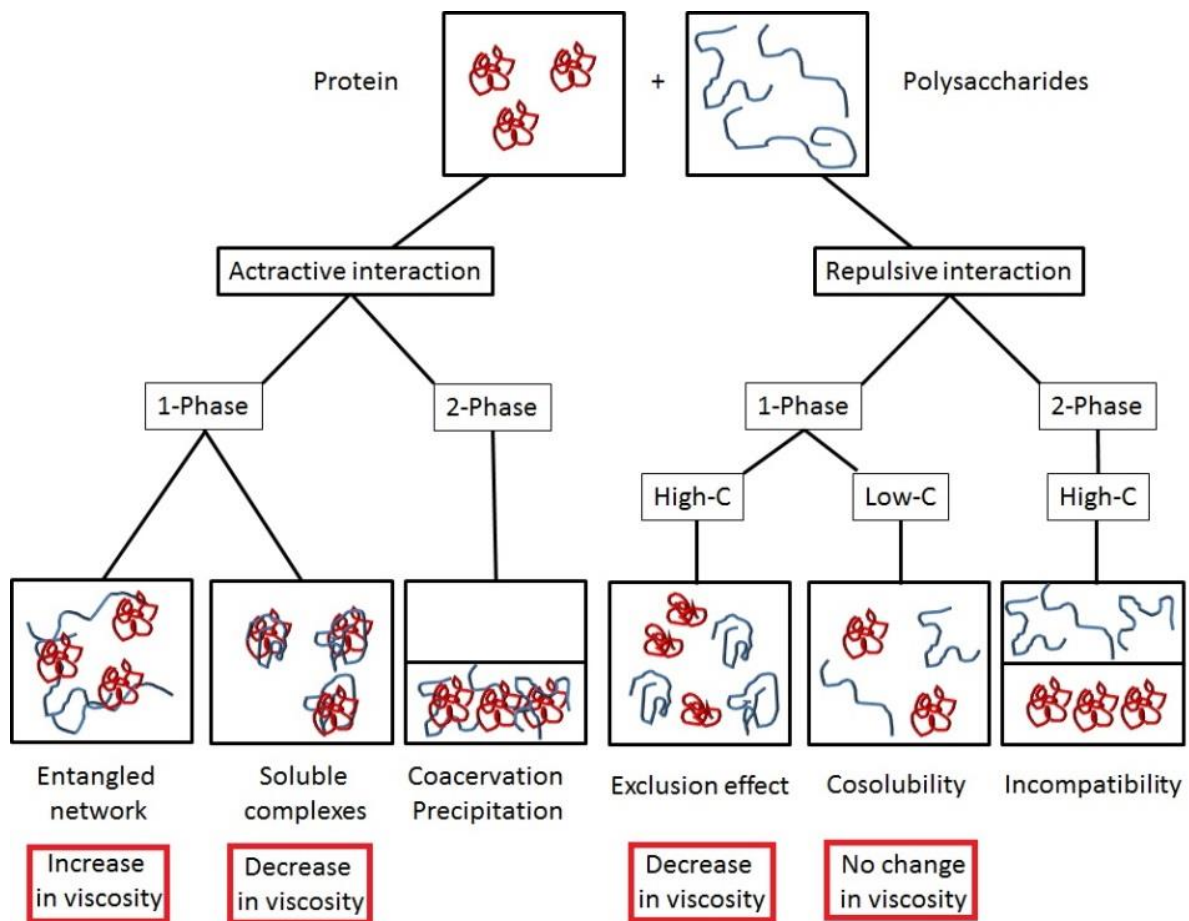 Protein
+
Polysaccharides
Actractive interaction
Repulsive interaction
1-Phase
2-Phase
1-Phase
2-Phase
High-C
Low-C
High-C
Entangled
network
Soluble
complexes
Coacervation
Precipitation
Exclusion effect
Cosolubility
Incompatibility
Increase
in viscosity
Decrease
in viscosity
Decrease
in viscosity
No change
in viscosity